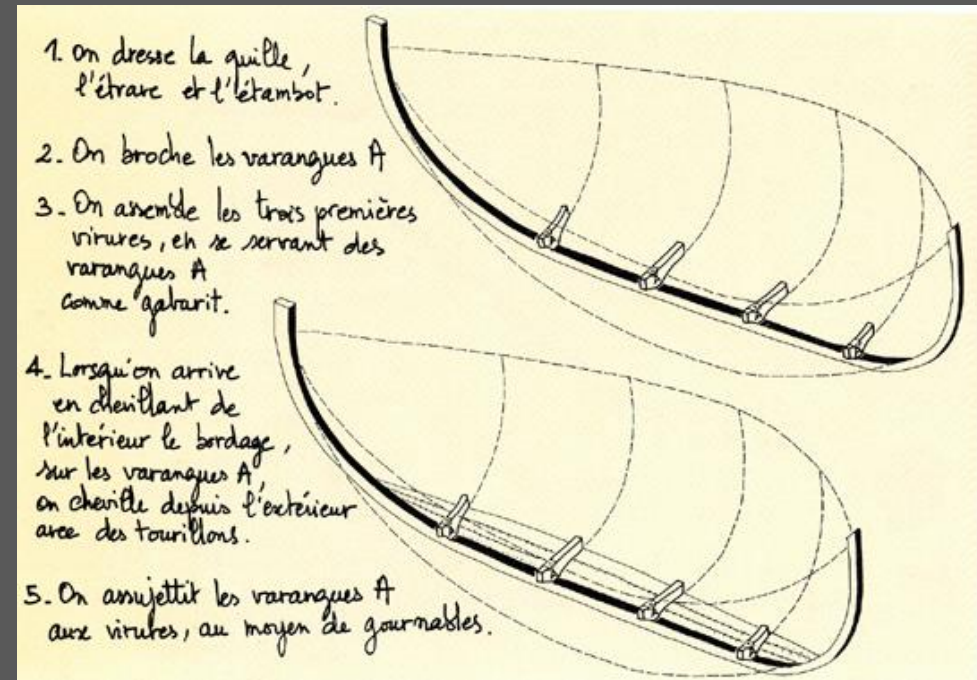 1. On dresse la quille,
l'étrave et l'étambot.
2. On broche les varangues A
3. On assemble les trois premières
virures, en se servant des
varangues A
comme gabarit.
4. Lorsqu'on arrive
en chevillant de
l'intérieur le bordage,
sur les varangues A,
on cheville depuis l'extérieur
avec des tourillons.
5. On assujettit les varangues A
aux virures, au moyen de gournables.